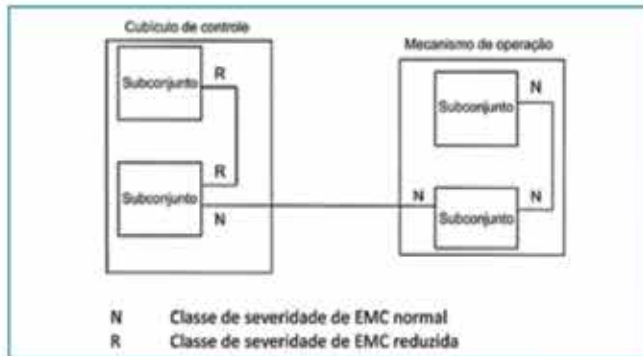 Cubículo de controle
Mecanismo de operação
Subconjunto
R
Subconjunto
N
R
Subconjunto
N
N
N
Subconjunto
N Classe de severidade de EMC normal
R Classe de severidade de EMC reduzida